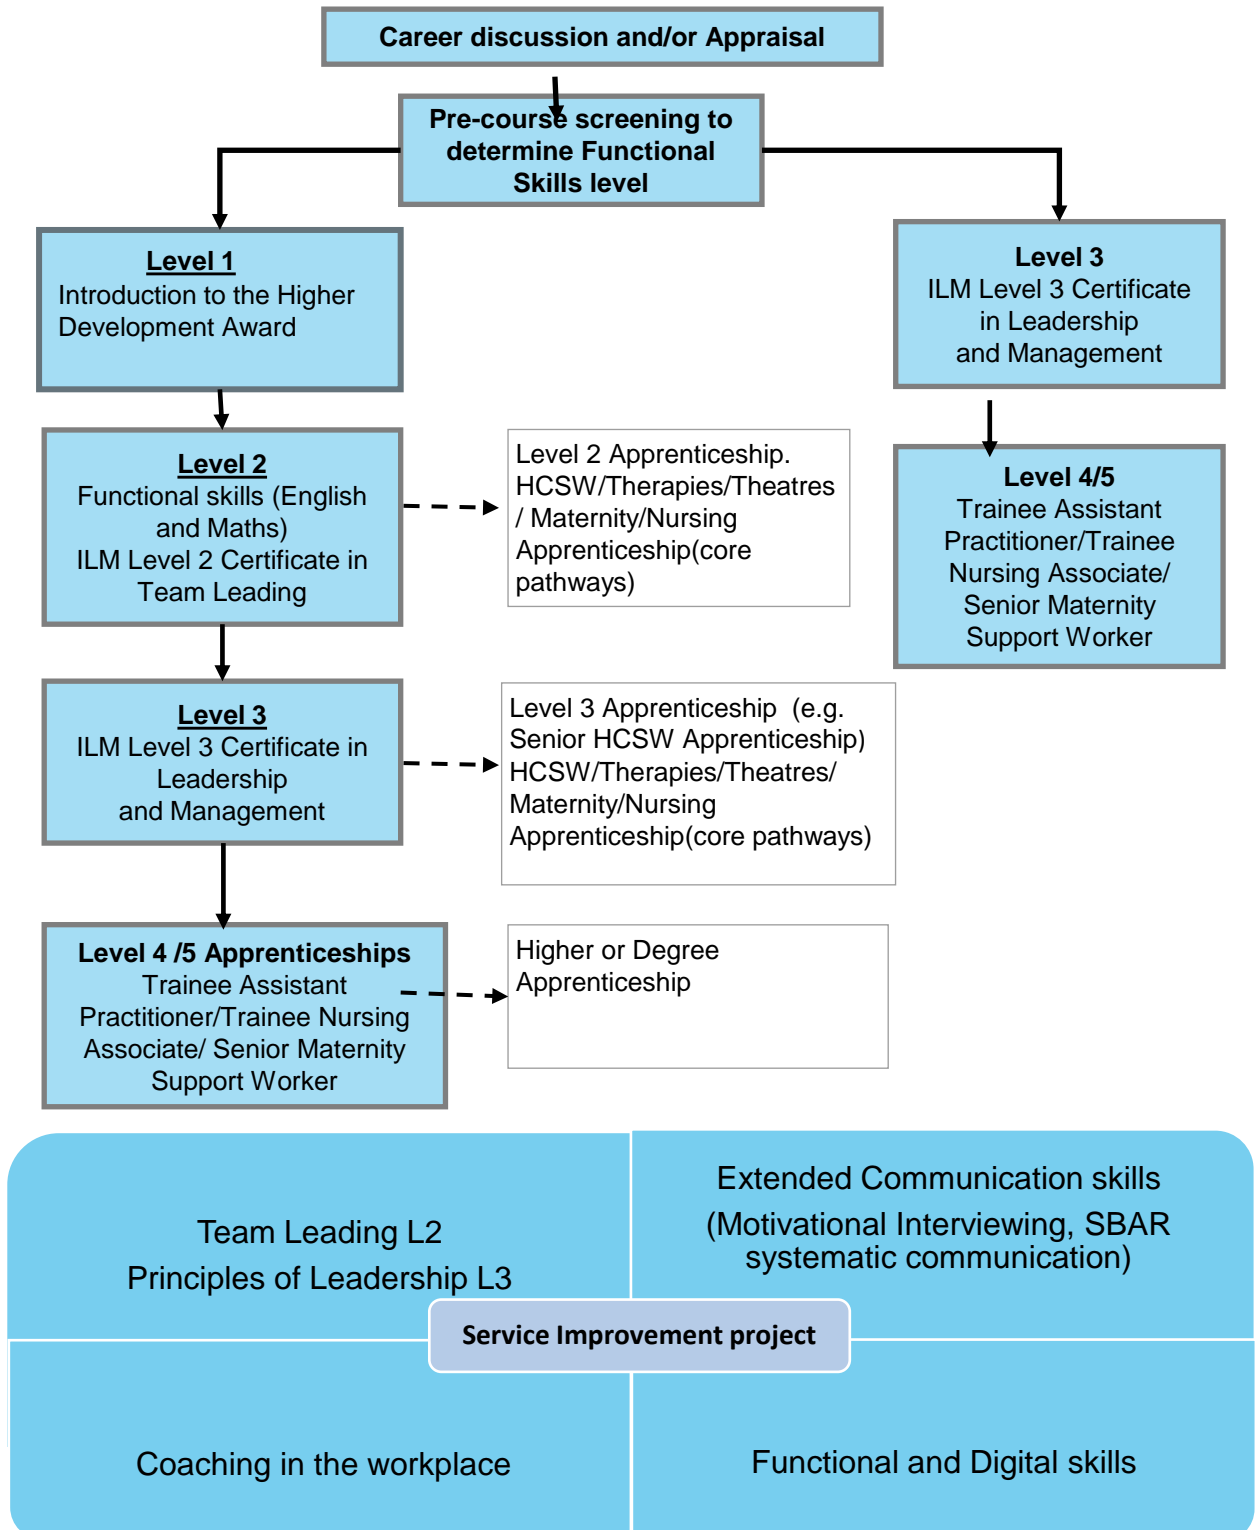 Career discussion and/or Appraisal
Pre-course screening to
determine Functional
Skills level
Level 1
Introduction to the Higher
Development Award
Level 3
ILM Level 3 Certificate
in Leadership
and Management
Level 2
Functional skills (English
and Maths)
ILM Level 2 Certificate in
Team Leading
Level 2 Apprenticeship.
HCSW/Therapies/Theatres
/ Maternity/Nursing
Apprenticeship(core
pathways)
Level 4/5
Trainee Assistant
Practitioner/Trainee
Nursing Associate/
Senior Maternity
Support Worker
Level 3
ILM Level 3 Certificate in
Leadership
and Management
Level 3 Apprenticeship (e.g.
Senior HCSW Apprenticeship)
HCSW/Therapies/Theatres/
Maternity/Nursing
Apprenticeship(core pathways)
Level 4 /5 Apprenticeships
Trainee Assistant
Practitioner/Trainee Nursing
Associate/ Senior Maternity
Support Worker
Higher or Degree
Apprenticeship
Team Leading L2
Principles of Leadership L3
Extended Communication skills
(Motivational Interviewing, SBAR
systematic communication)
Service Improvement project
Coaching in the workplace
Functional and Digital skills